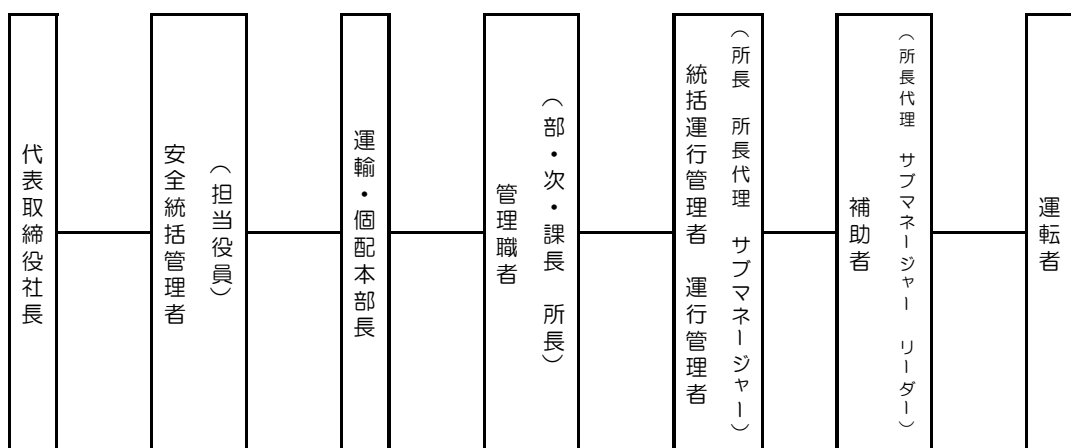 代表取締役社長
安全統括管理者
（担当役員）
運輸・個配本部長
管理職者
（部・次・課長　所長）
統括運行管理者　運行管理者
（所長　所長代理　サブマネージャー）
補助者
（所長代理　サブマネージャー　リーダー）
運転者